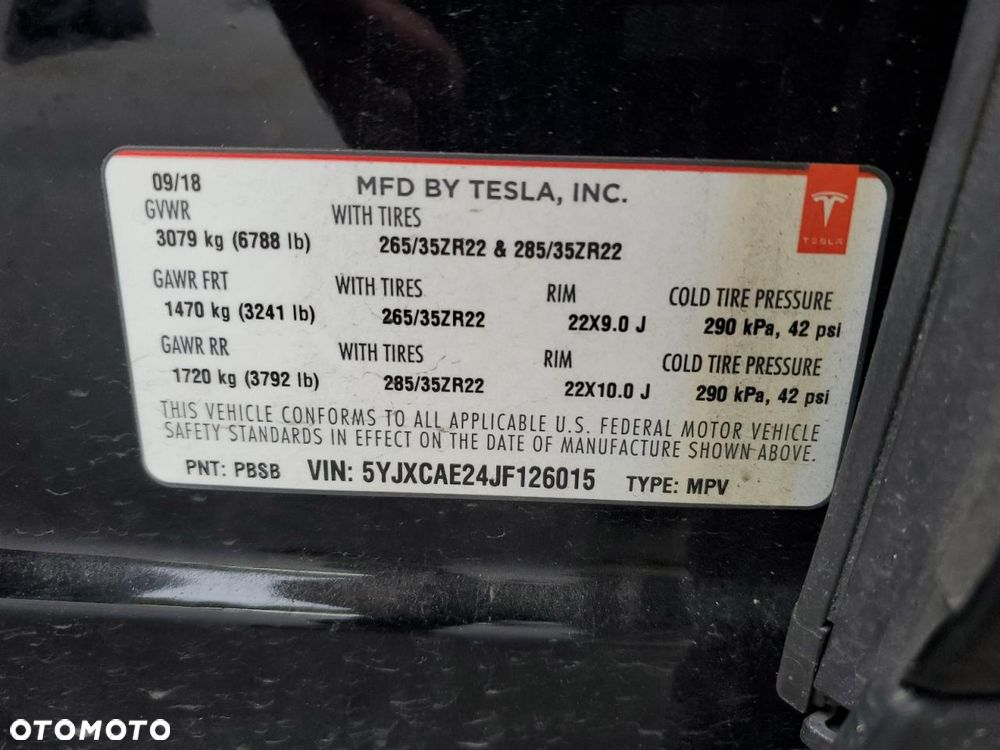 09/18 MFD BY TESLA, INC.
GVWR WITH TIRES
3079 kg (6788 lb) 265/35ZR22 & 285/35ZR22
TESLA
GAWR FRT WITH TIRES RIM COLD TIRE PRESSURE
1470 kg (3241 lb) 265/35ZR22 22X9.0 J 290 kPa, 42 psi
GAWR RR WITH TIRES RIM COLD TIRE PRESSURE
1720 kg (3792 lb) 285/35ZR22 22X10.0 J 290 kPa, 42 psi
THIS VEHICLE CONFORMS TO ALL APPLICABLE U.S. FEDERAL MOTOR VEHICLE
SAFETY STANDARDS IN EFFECT ON THE DATE OF MANUFACTURE SHOWN ABOVE.
PNT: PBSB VIN: 5YJXCAE24JF126015 TYPE: MPV
OTOMOTO